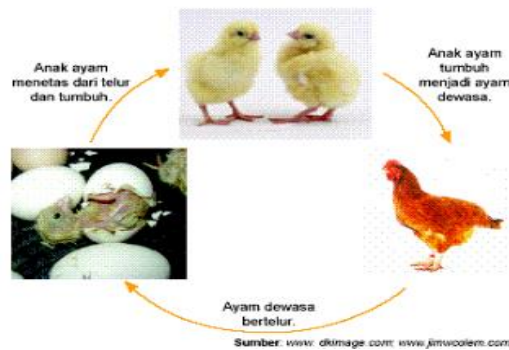 Anak ayam
menetas dari telur
dan tumbuh.
Anak ayam
tumbuh
menjadi ayam
dewasa.
Ayam dewasa
bertelur.
Sumber: www. dkimage.com; www.jimwoolem.com